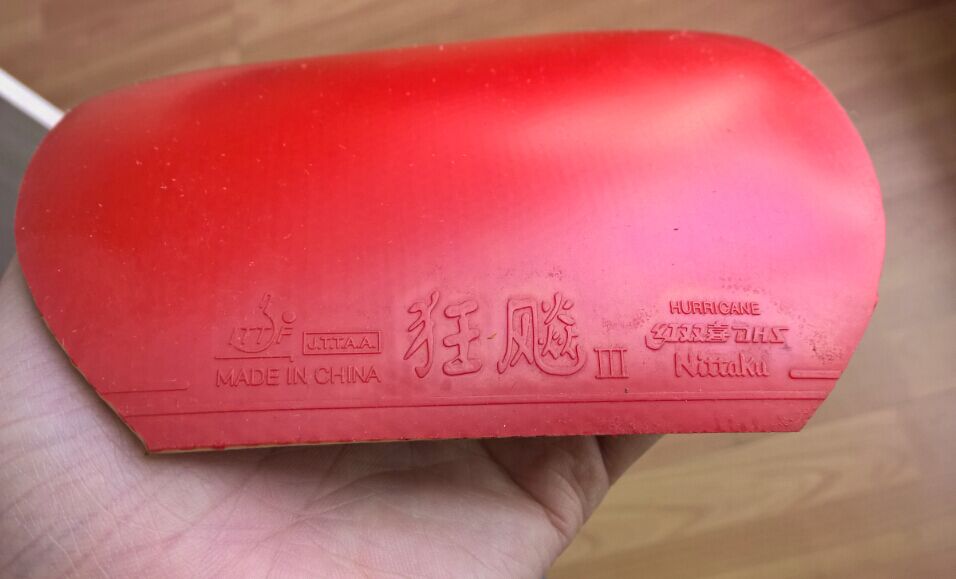 ITTF J.T.T.A.A.
MADE IN CHINA
狂飚 III
HURRICANE
红双喜 DHS
Nittaku